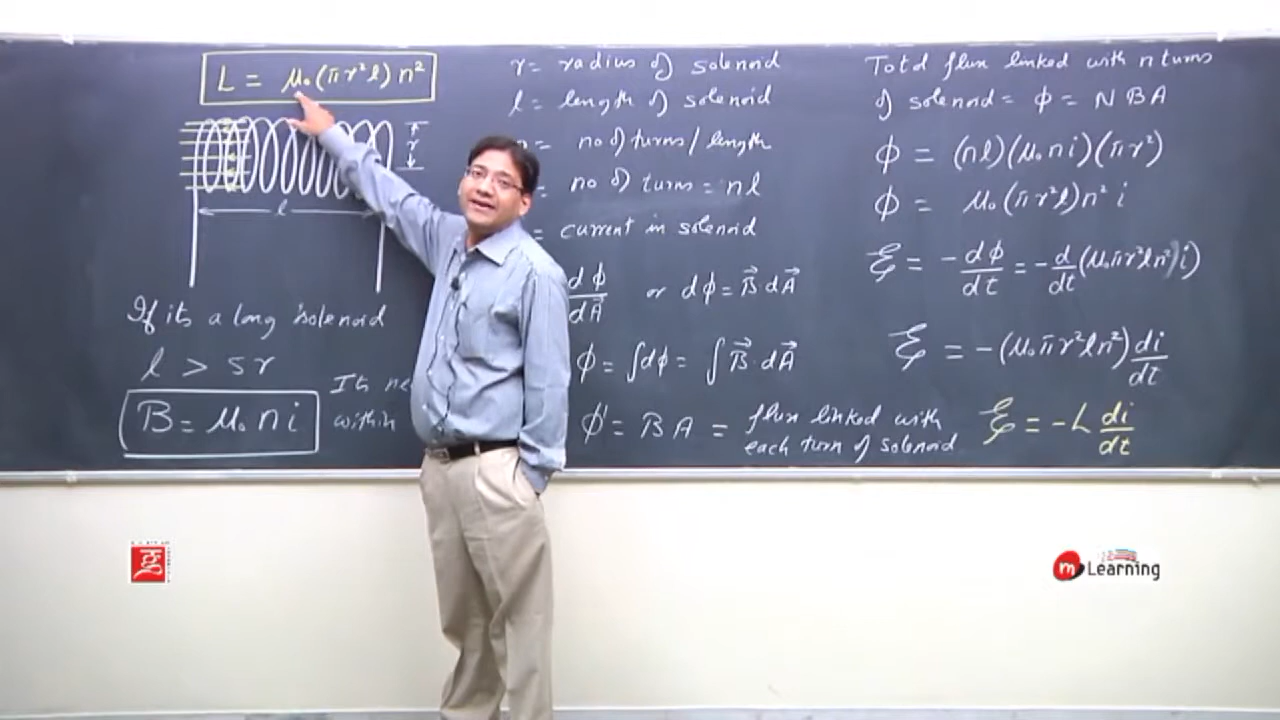 L = μ₀(πr²l)n²
r
l
If its a long solenoid
l > 5r
B = μ₀ n i
Its
within
r = radius of solenoid
l = length of solenoid
= no of turns/length
= no of turns = nl
= current in solenoid
dφ/dA⃗ or dφ = B⃗.dA⃗
φ = ∫dφ = ∫B⃗.dA⃗
φ' = BA = flux linked with
each turn of solenoid
Total flux linked with n turns
of solenoid = φ = NBA
φ = (nl)(μ₀ni)(πr²)
φ = μ₀(πr²l)n² i
ξ = -dφ/dt = -d/dt(μ₀πr²ln²)i)
ξ = -(μ₀πr²ln²)di/dt
ξ = -L di/dt
m Learning